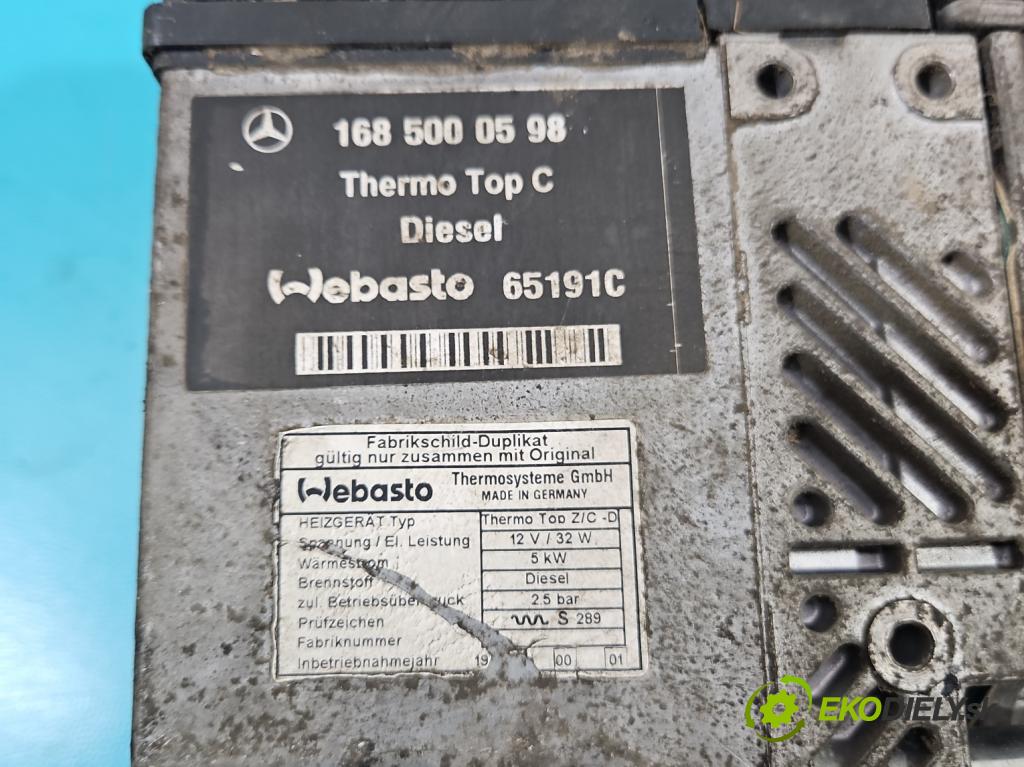 168 500 05 98
Thermo Top C
Diesel
Webasto 65191C
Fabrikschild-Duplikat
gültig nur zusammen mit Original
Webasto Thermosysteme GmbH
MADE IN GERMANY
HEIZGERÄT Typ Thermo Top Z/C -D
Spannung / El. Leistung 12 V / 32 W
Wärmestrom 5 kW
Brennstoff Diesel
zul. Betriebsüberdruck 2.5 bar
Prüfzeichen S 289
Fabriknummer
Inbetriebnahmejahr 19 00 01
EKODIELY